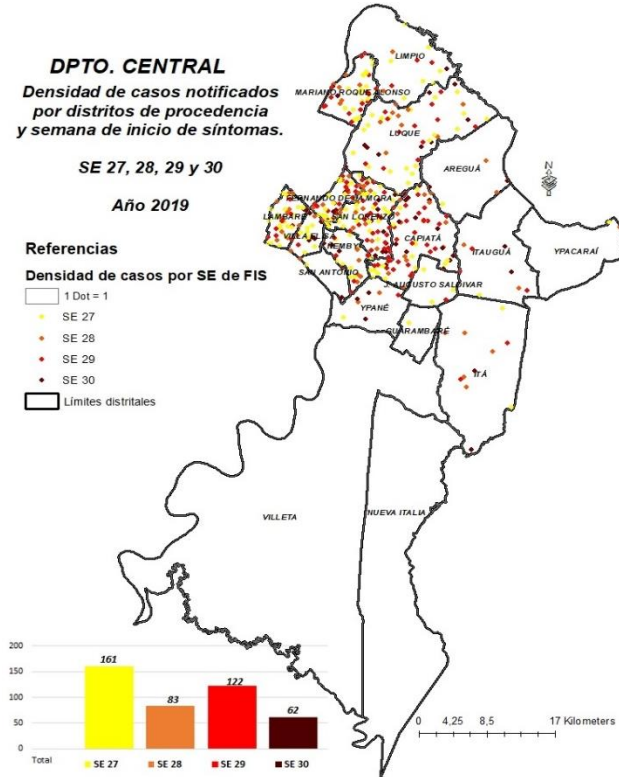 DPTO. CENTRAL
Densidad de casos notificados
por distritos de procedencia
y semana de inicio de síntomas.
SE 27, 28, 29 y 30
Año 2019
Referencias
Densidad de casos por SE de FIS
1 Dot = 1
SE 27
SE 28
SE 29
SE 30
Límites distritales
LIMPIO
MARIANO ROQUE ALONSO
LUQUE
AREGUÁ
N
FERNANDO DE LA MORA
LAMBARÉ
SAN LORENZO
VILLA ELISA
ÑEMBY
CAPIATÁ
ITAUGUÁ
YPACARAÍ
SAN ANTONIO
J. AUGUSTO SALDIVAR
YPANÉ
GUARAMBARÉ
ITÁ
VILLETA
NUEVA ITALIA
200
150
100
50
0
161
83
122
62
Total
SE 27
SE 28
SE 29
SE 30
0 4,25 8,5 17 Kilometers